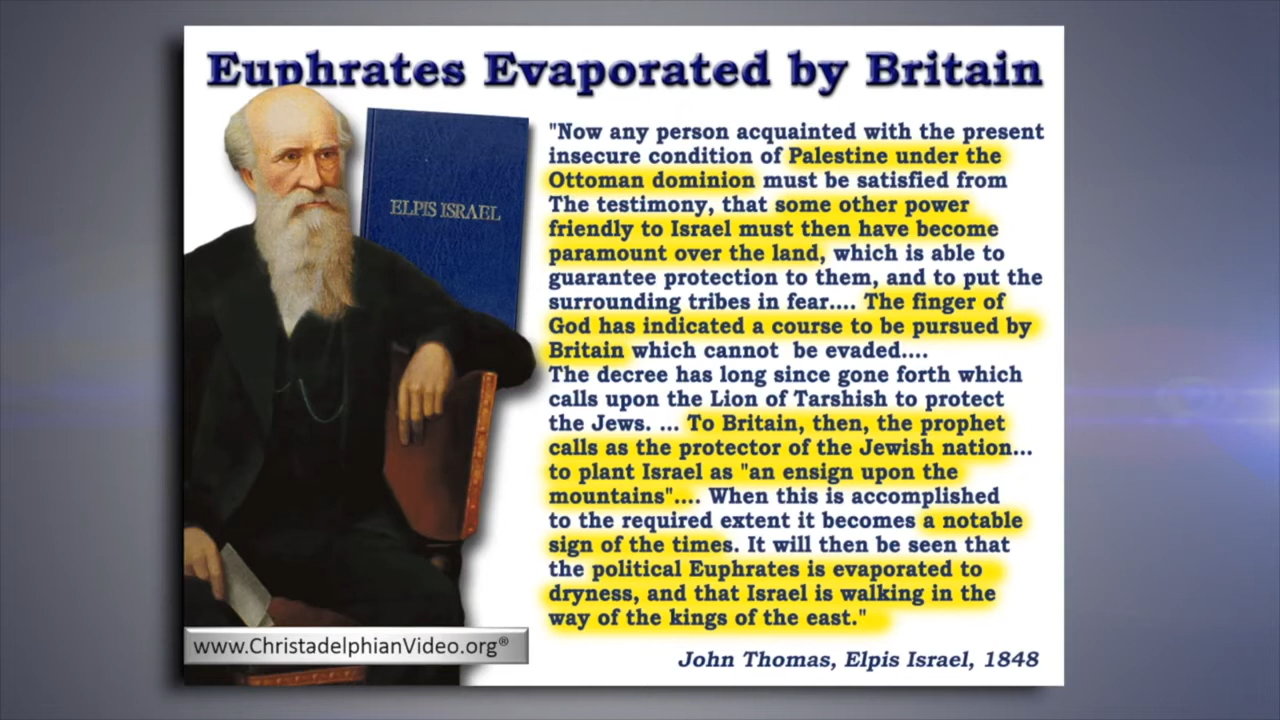 Euphrates Evaporated by Britain
ELPIS ISRAEL
"Now any person acquainted with the present
insecure condition of Palestine under the
Ottoman dominion must be satisfied from
The testimony, that some other power
friendly to Israel must then have become
paramount over the land, which is able to
guarantee protection to them, and to put the
surrounding tribes in fear.... The finger of
God has indicated a course to be pursued by
Britain which cannot be evaded....
The decree has long since gone forth which
calls upon the Lion of Tarshish to protect
the Jews. ... To Britain, then, the prophet
calls as the protector of the Jewish nation...
to plant Israel as "an ensign upon the
mountains".... When this is accomplished
to the required extent it becomes a notable
sign of the times. It will then be seen that
the political Euphrates is evaporated to
dryness, and that Israel is walking in the
way of the kings of the east."
www.ChristadelphianVideo.org®
John Thomas, Elpis Israel, 1848